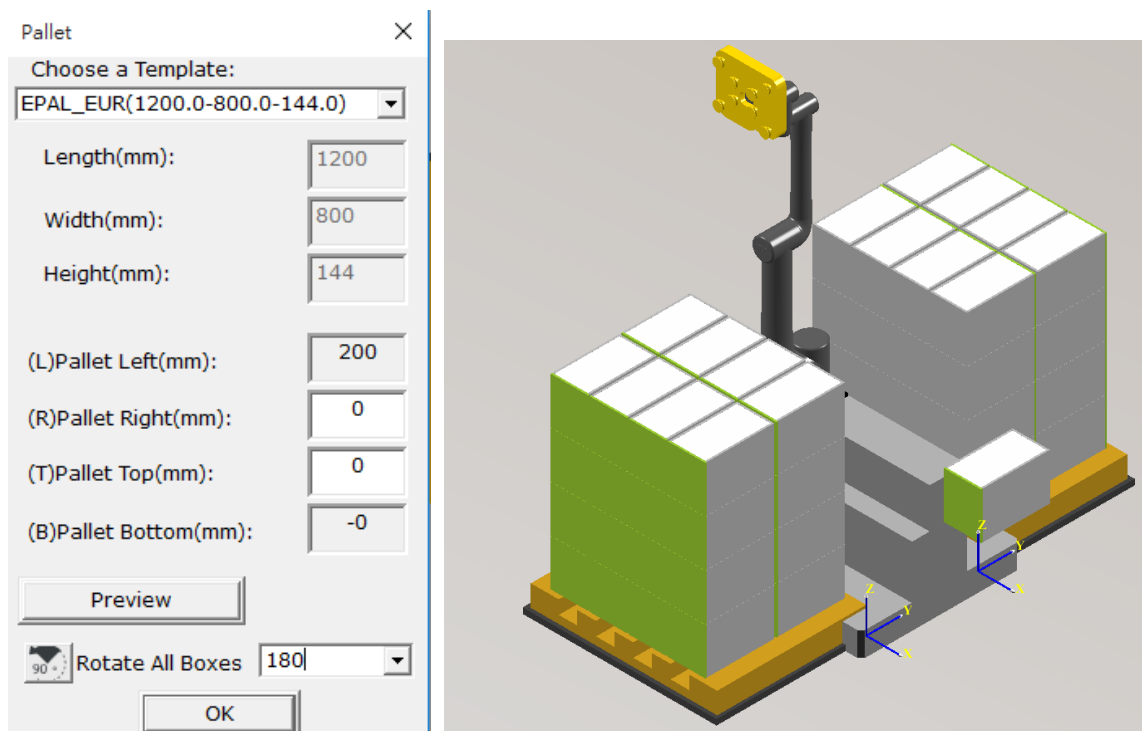 Pallet
Choose a Template:
EPAL_EUR(1200.0-800.0-144.0)
Length(mm): 1200
Width(mm): 800
Height(mm): 144
(L)Pallet Left(mm): 200
(R)Pallet Right(mm): 0
(T)Pallet Top(mm): 0
(B)Pallet Bottom(mm): -0
Preview
90° Rotate All Boxes 180
OK
Z
Y
X
Z
Y
X